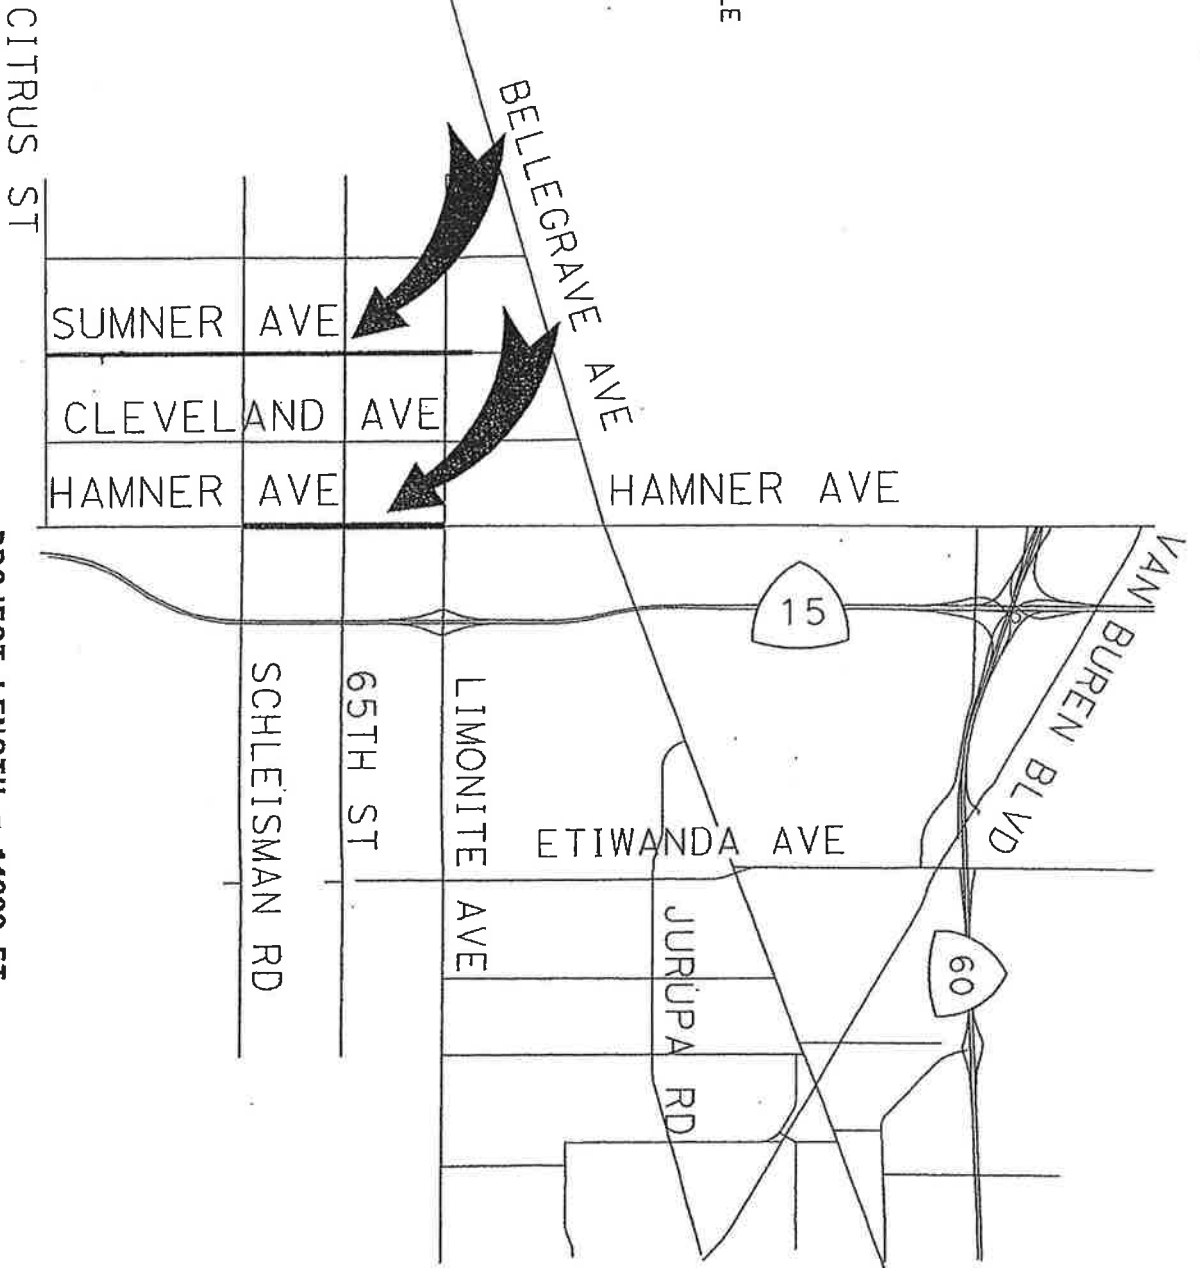 LE
CITRUS ST
BELLEGRAVE AVE
SUMNER AVE
CLEVELAND AVE
HAMNER AVE
HAMNER AVE
VAN BUREN BLVD
15
SCHLEISMAN RD
65TH ST
LIMONITE AVE
ETIWANDA AVE
JURUPA RD
60